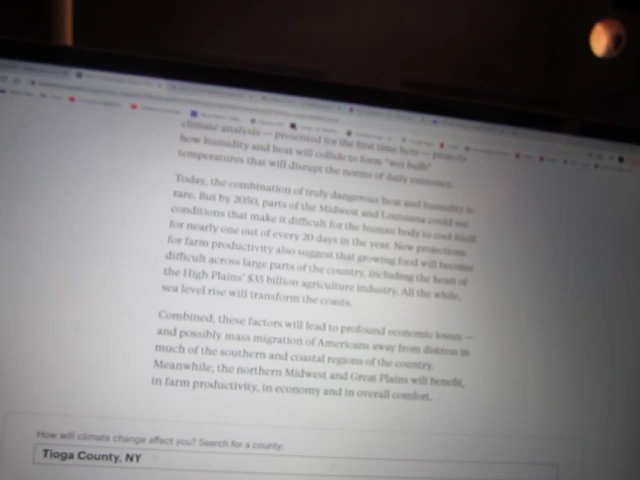 climate analysis — presented for the first time here — projects
how humidity and heat will collide to form "wet bulb"
temperatures that will disrupt the norms of daily existence.
Today, the combination of truly dangerous heat and humidity is
rare. But by 2050, parts of the Midwest and Louisiana could see
conditions that make it difficult for the human body to cool itself
for nearly one out of every 20 days in the year. New projections
for farm productivity also suggest that growing food will become
difficult across large parts of the country, including the heart of
the High Plains' $35 billion agriculture industry. All the while,
sea level rise will transform the coasts.
Combined, these factors will lead to profound economic losses —
and possibly mass migration of Americans away from distress in
much of the southern and coastal regions of the country.
Meanwhile, the northern Midwest and Great Plains will benefit,
in farm productivity, in economy and in overall comfort.
How will climate change affect you? Search for a county:
Tioga County, NY